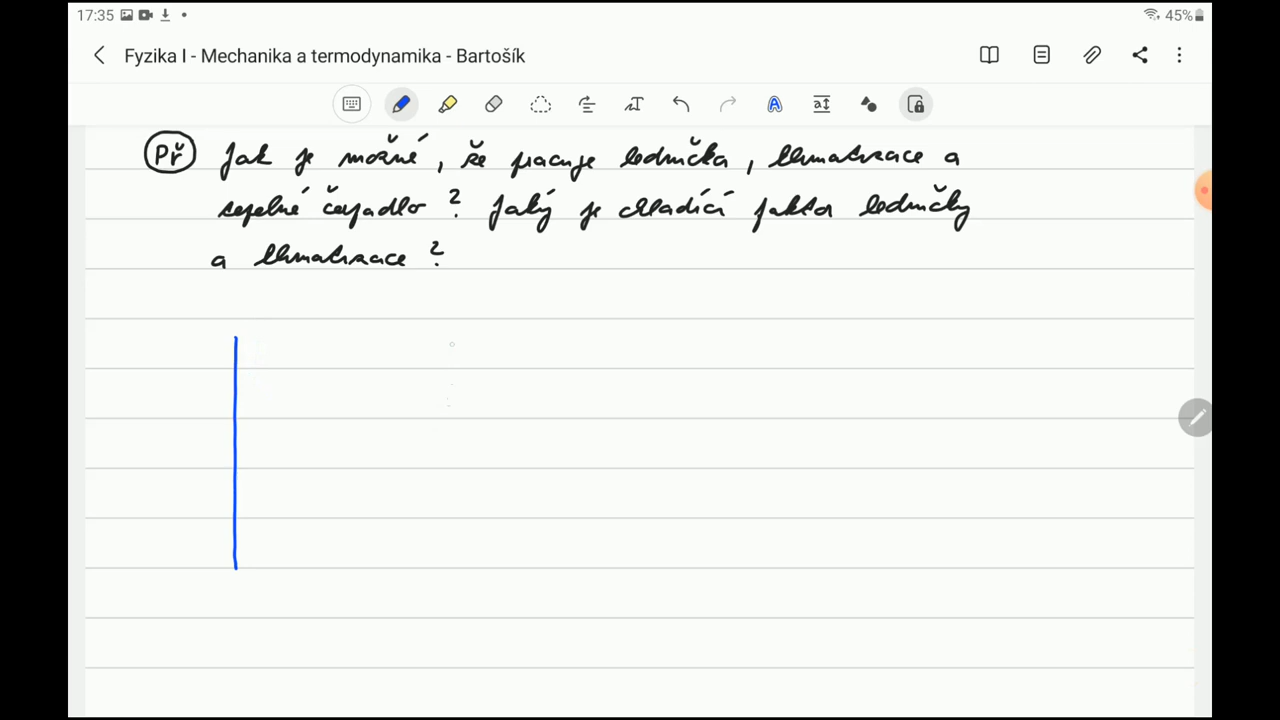 17:35
45%
Fyzika I - Mechanika a termodynamika - Bartošík
Př Jak je možné, že pracuje lednička, klimatizace a
tepelné čerpadlo? Jaký je chladící faktor ledničky
a klimatizace?